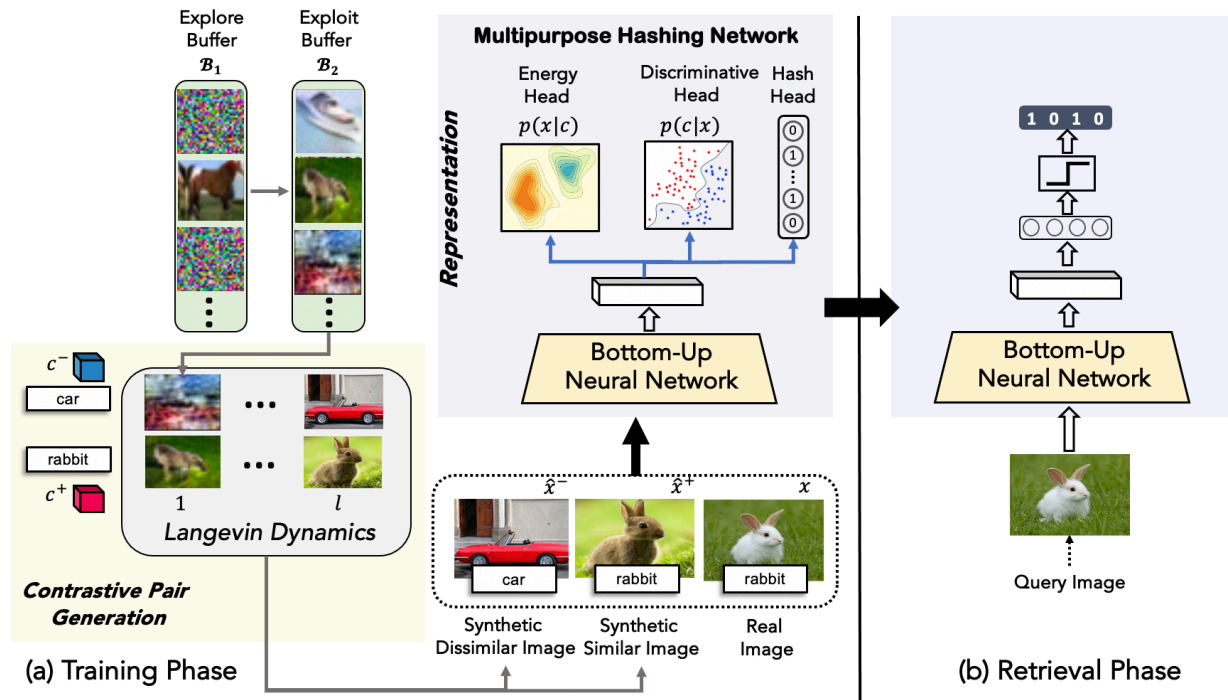 Explore
Buffer
ℬ₁
Exploit
Buffer
ℬ₂
c⁻
car
rabbit
c⁺
1
l
Langevin Dynamics
Contrastive Pair
Generation
(a) Training Phase
Multipurpose Hashing Network
Representation
Energy
Head
p(x|c)
Discriminative
Head
p(c|x)
Hash
Head
0
1
1
0
Bottom-Up
Neural Network
x̂⁻
x̂⁺
x
car
rabbit
rabbit
Synthetic
Dissimilar Image
Synthetic
Similar Image
Real
Image
1 0 1 0
Bottom-Up
Neural Network
Query Image
(b) Retrieval Phase